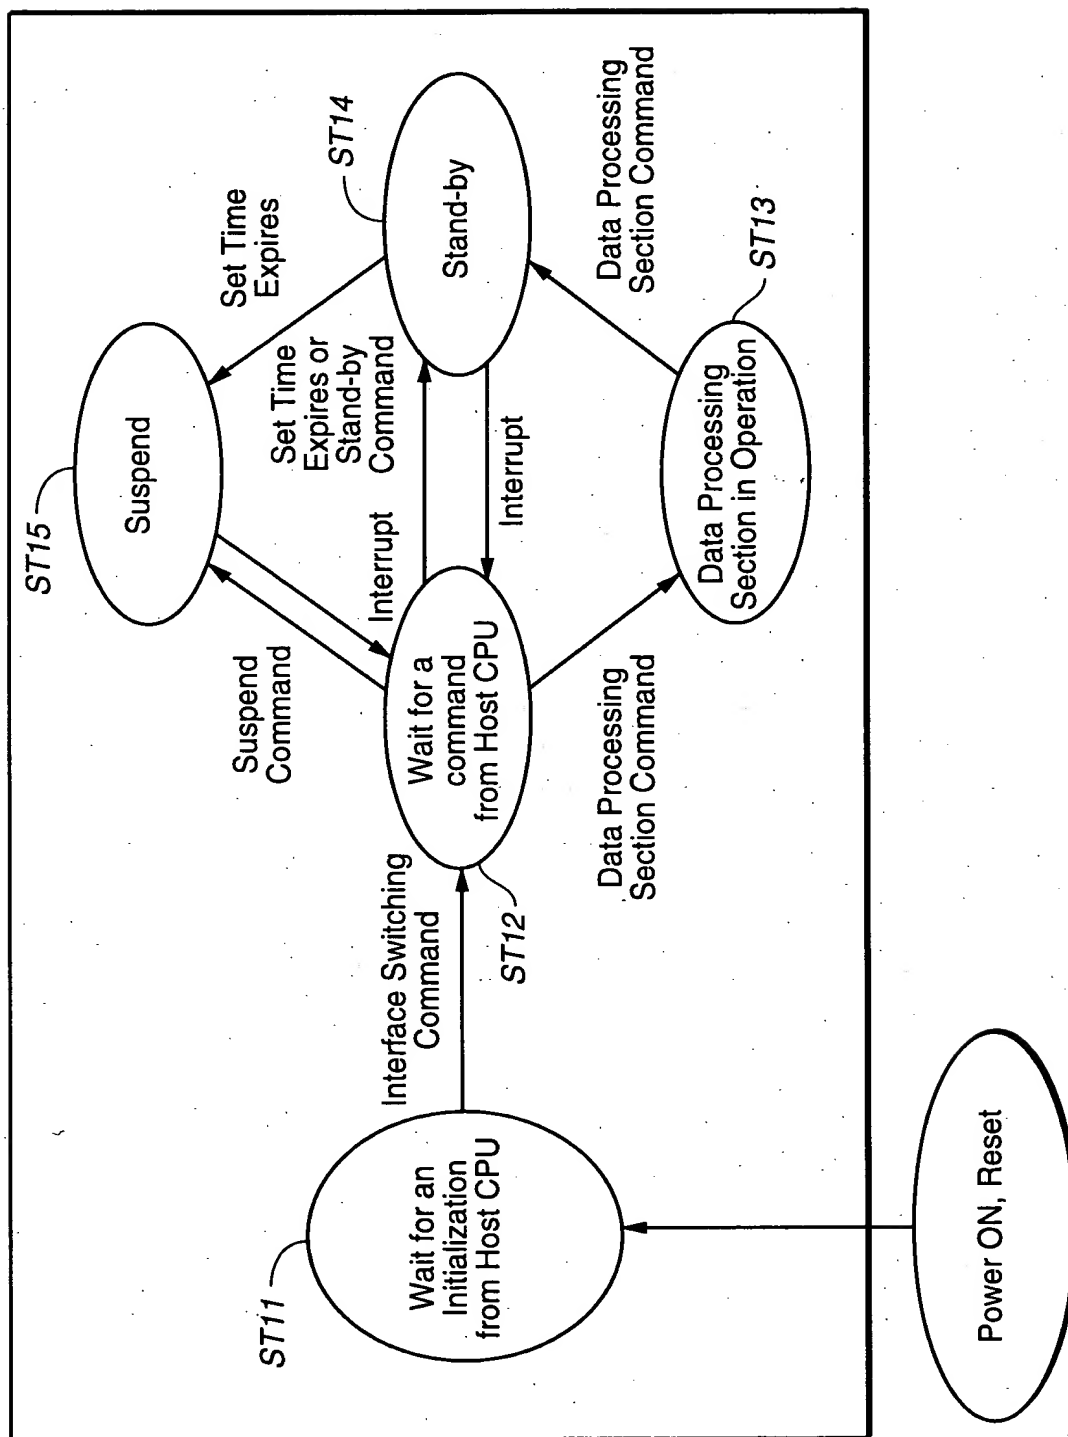 ST15
Suspend
Set Time
Expires
ST14
Suspend
Command
Interrupt
Set Time
Expires or
Stand-by
Command
Stand-by
ST11
Wait for an
Initialization
from Host CPU
Interface Switching
Command
Wait for a
command
from Host CPU
ST12
Interrupt
Data Processing
Section Command
Data Processing
Section in Operation
ST13
Data Processing
Section Command
Power ON, Reset